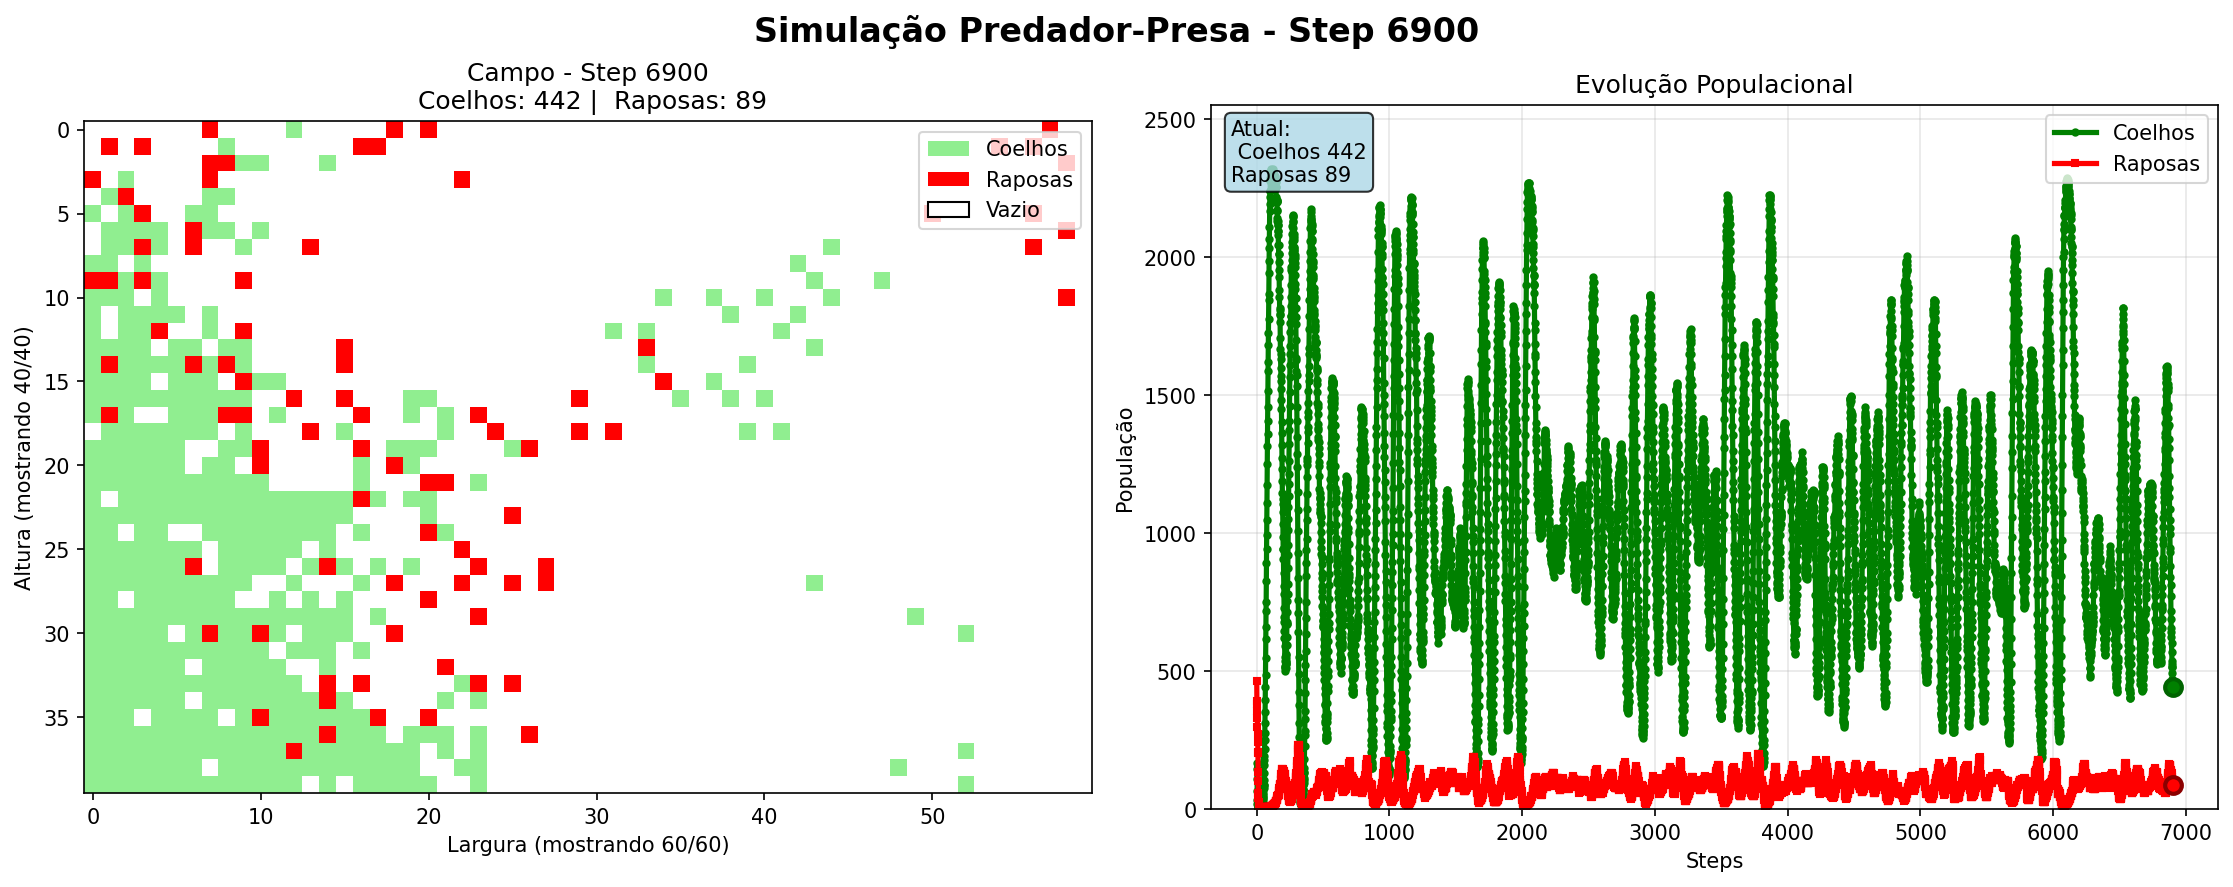 Simulação Predador-Presa - Step 6900
Campo - Step 6900
Coelhos: 442 |  Raposas: 89
Coelhos
Raposas
Vazio
0
5
10
15
20
25
30
35
Altura (mostrando 40/40)
0
10
20
30
40
50
Largura (mostrando 60/60)
Evolução Populacional
Atual:
Coelhos 442
Raposas 89
Coelhos
Raposas
2500
2000
1500
1000
500
0
População
0
1000
2000
3000
4000
5000
6000
7000
Steps